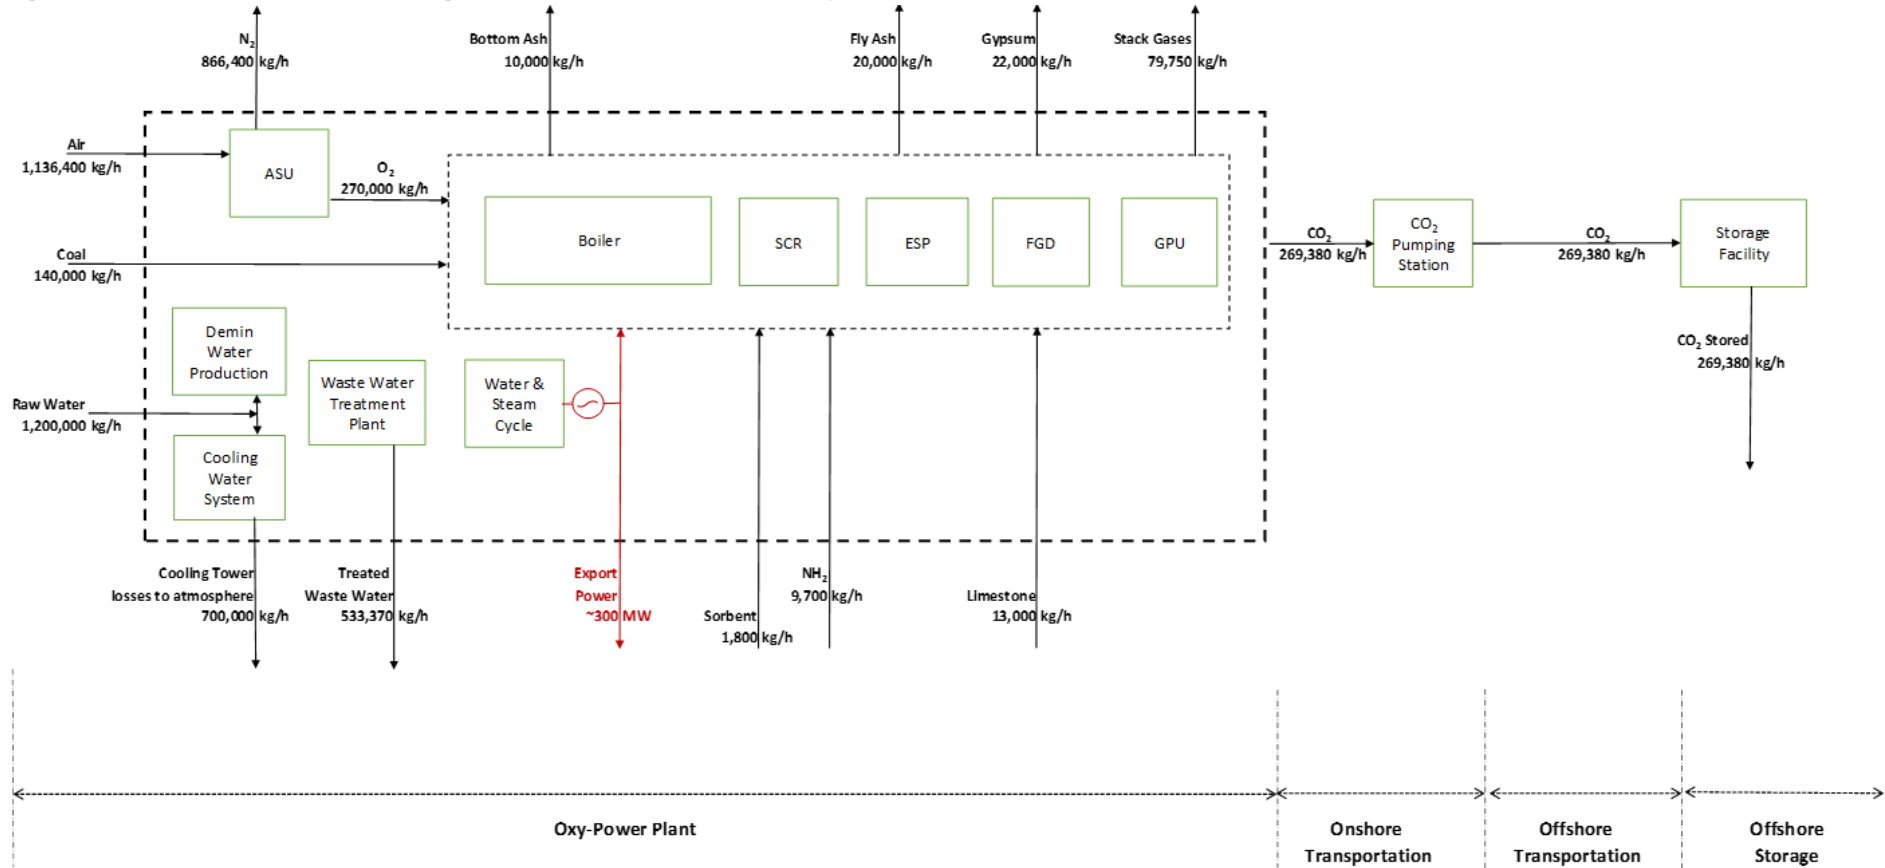 N2
866,400 kg/h
Bottom Ash
10,000 kg/h
Fly Ash
20,000 kg/h
Gypsum
22,000 kg/h
Stack Gases
79,750 kg/h
Air
1,136,400 kg/h
ASU
O2
270,000 kg/h
Boiler
SCR
ESP
FGD
GPU
CO2
269,380 kg/h
CO2
Pumping
Station
CO2
269,380 kg/h
Storage
Facility
Coal
140,000 kg/h
Demin
Water
Production
Waste Water
Treatment
Plant
Water &
Steam
Cycle
CO2 Stored
269,380 kg/h
Raw Water
1,200,000 kg/h
Cooling
Water
System
Cooling Tower
losses to atmosphere
700,000 kg/h
Treated
Waste Water
533,370 kg/h
Export
Power
~300 MW
Sorbent
1,800 kg/h
NH2
9,700 kg/h
Limestone
13,000 kg/h
Oxy-Power Plant
Onshore
Transportation
Offshore
Transportation
Offshore
Storage